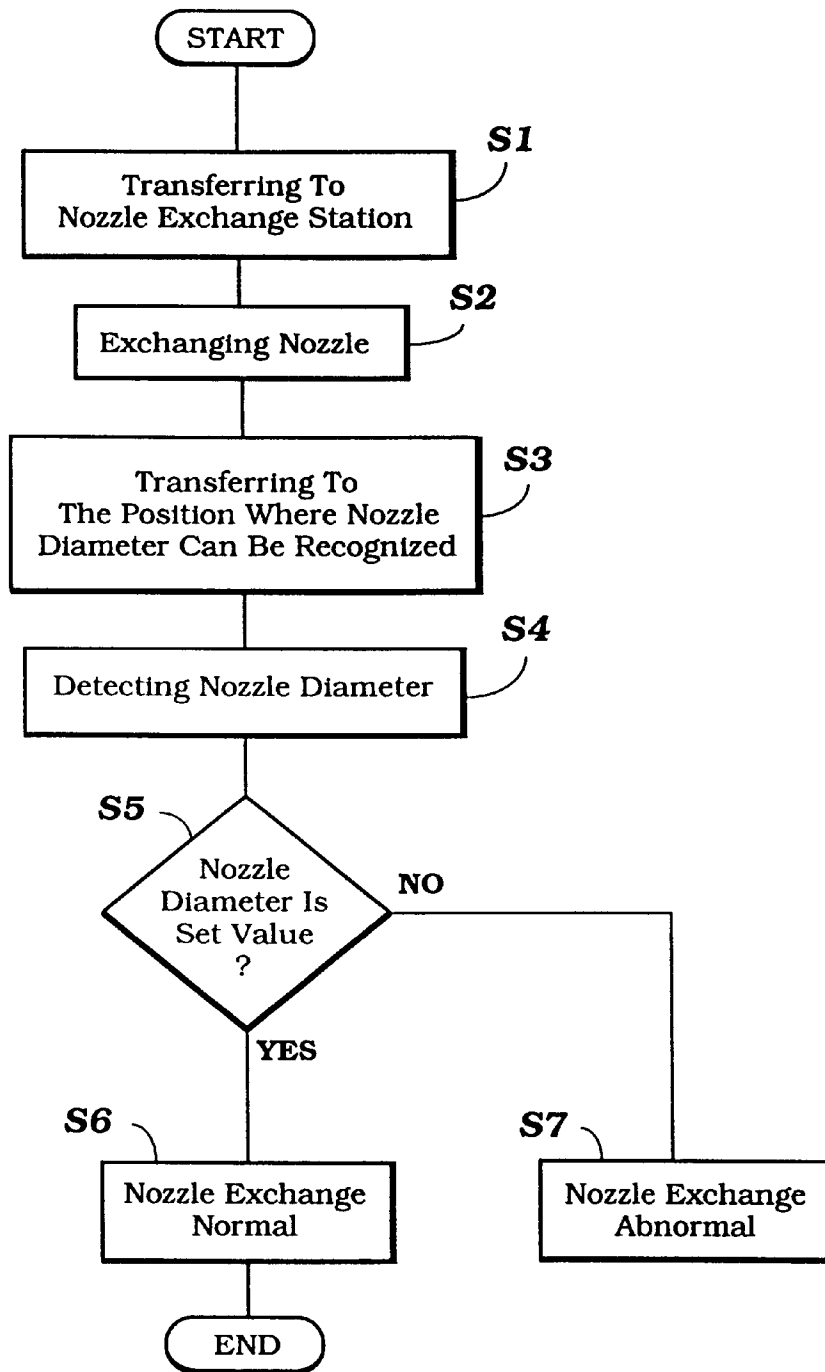 START
S1
Transferring To
Nozzle Exchange Station
S2
Exchanging Nozzle
S3
Transferring To
The Position Where Nozzle
Diameter Can Be Recognized
S4
Detecting Nozzle Diameter
S5
Nozzle
Diameter Is
Set Value
?
NO
YES
S6
Nozzle Exchange
Normal
S7
Nozzle Exchange
Abnormal
END